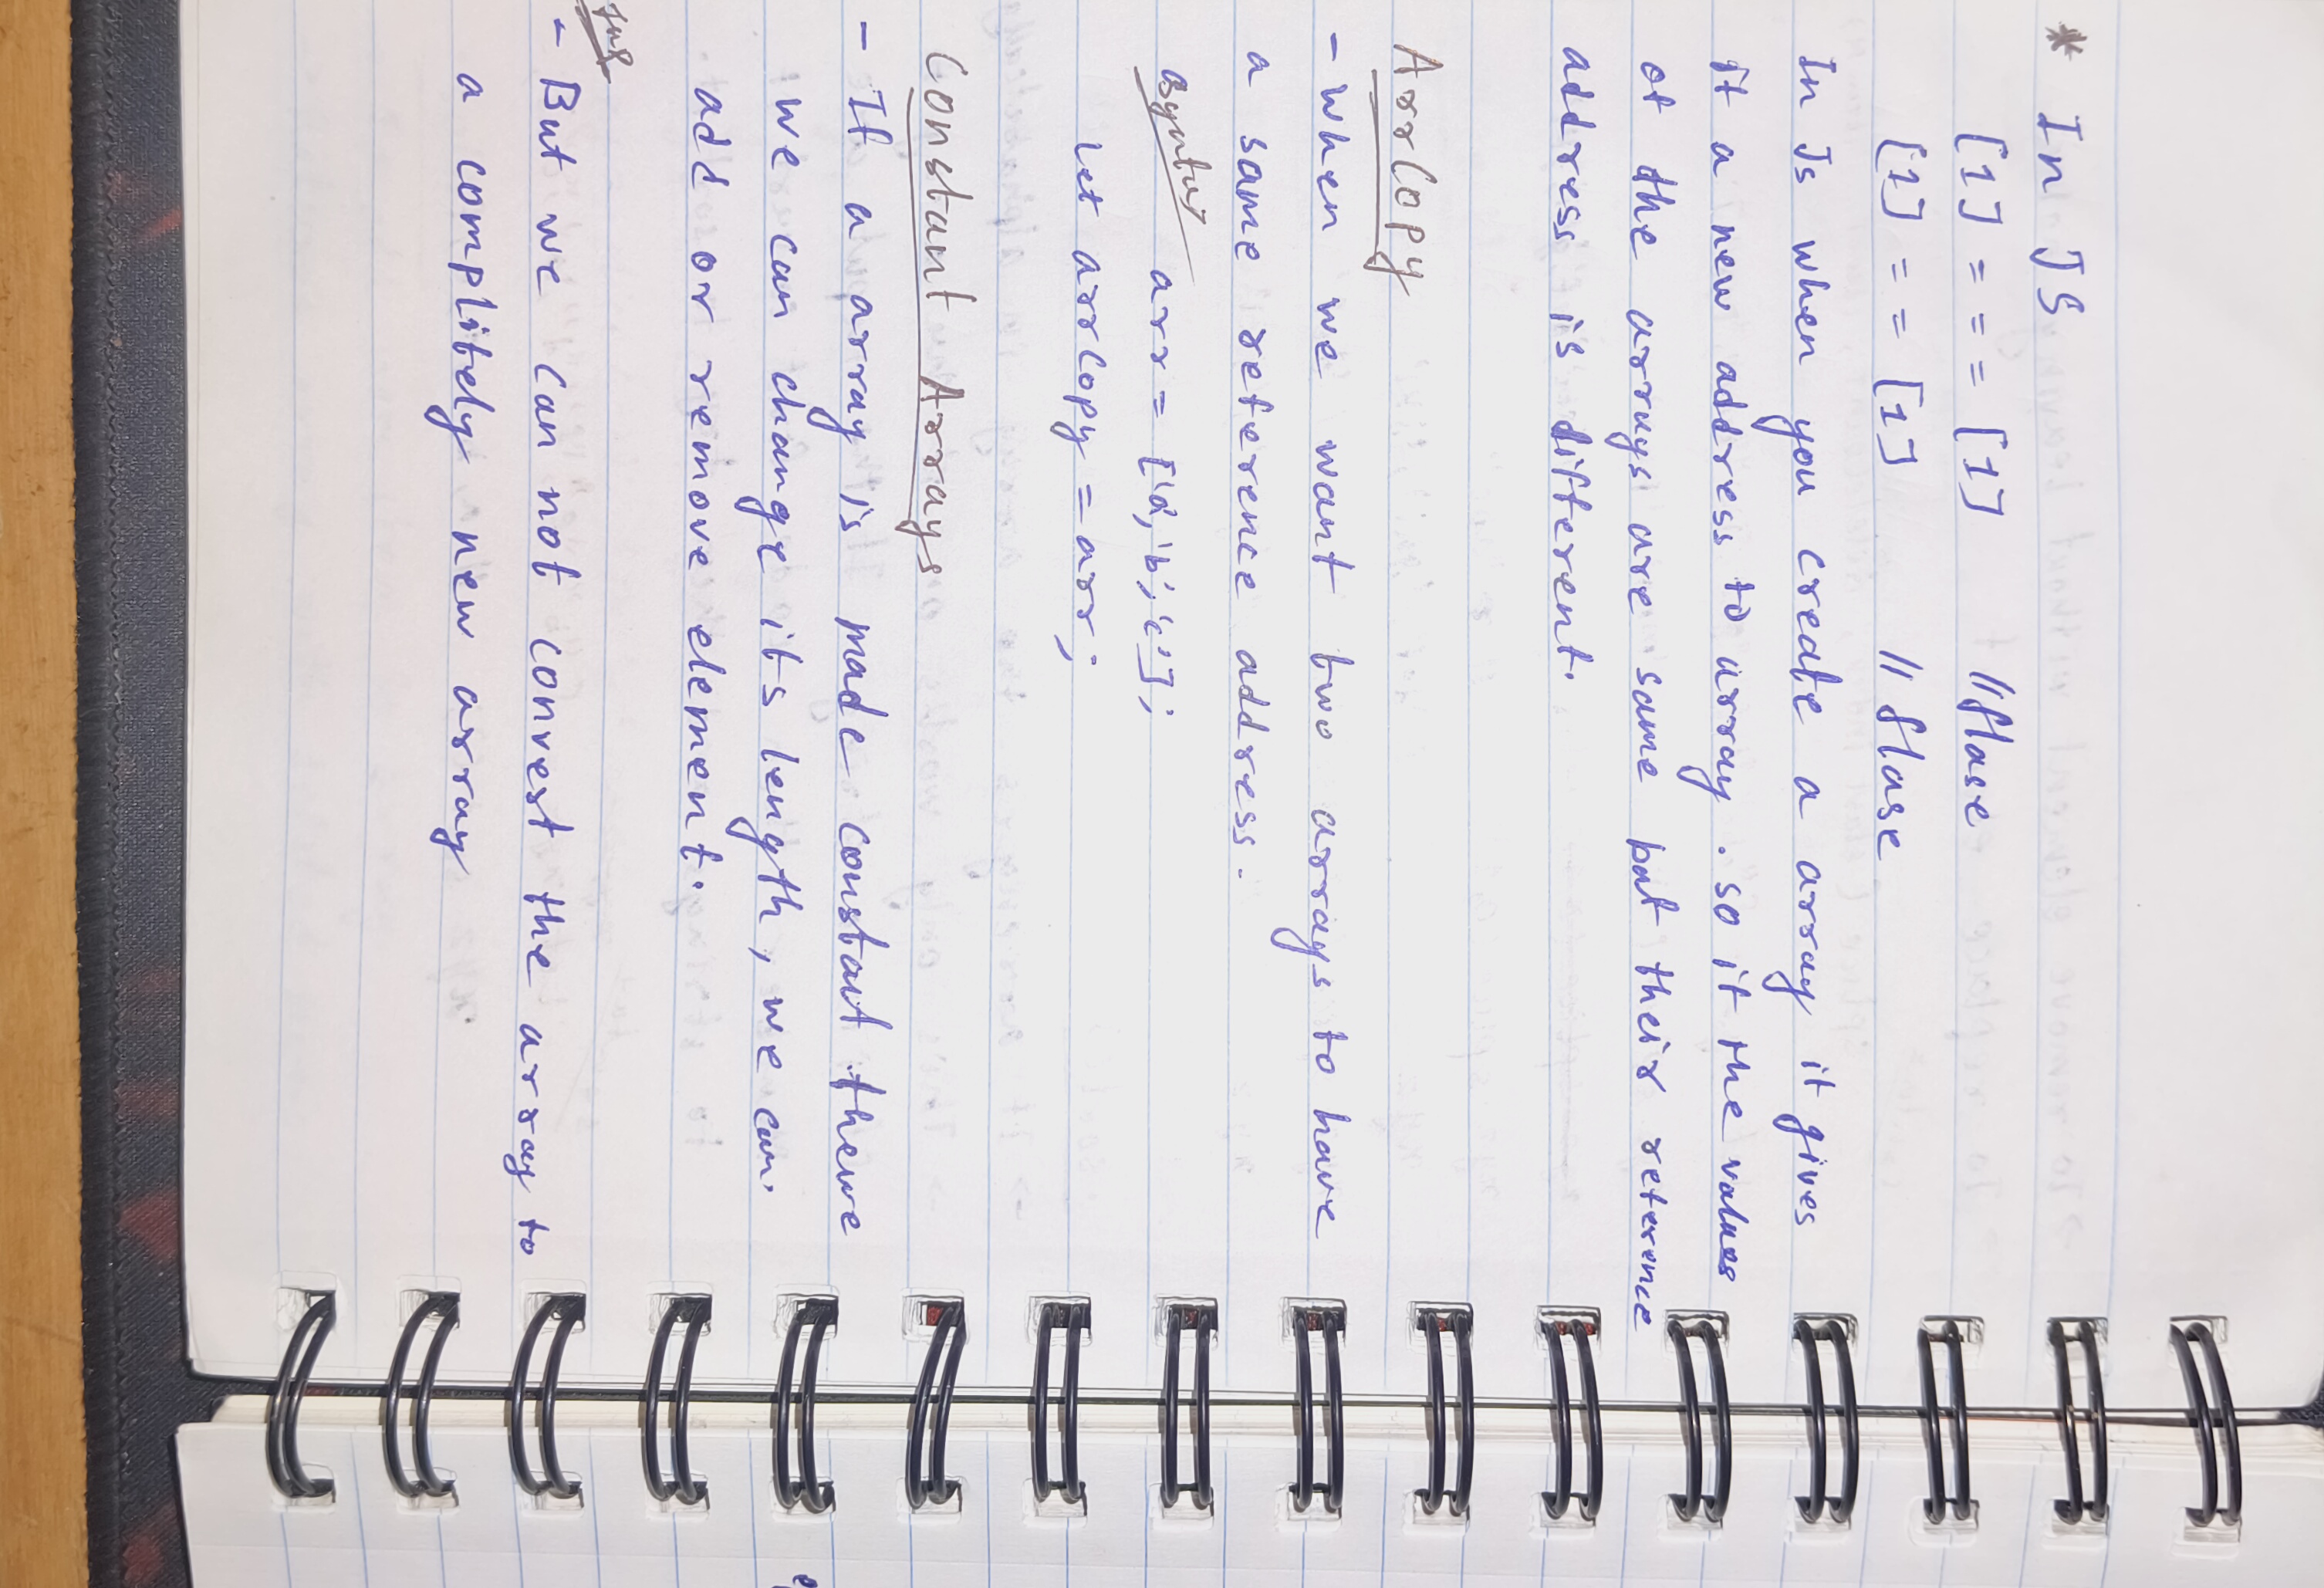 * In JS
[1] === [1] // flase
[1] == [1] // flase
In Js when you create a array it gives
it a new address to array . so if the values
of the arrays are same but their reference
address is different.
ArrCopy
- When we want two arrays to have
a same reference address.
syntax arr = ['a', 'b', 'c'];
Let arrCopy = arr;
Constant Arrays
- If a array is made constant
we can change its length, we can
add or remove element.
- But we can not convert the array to
a complitely new array